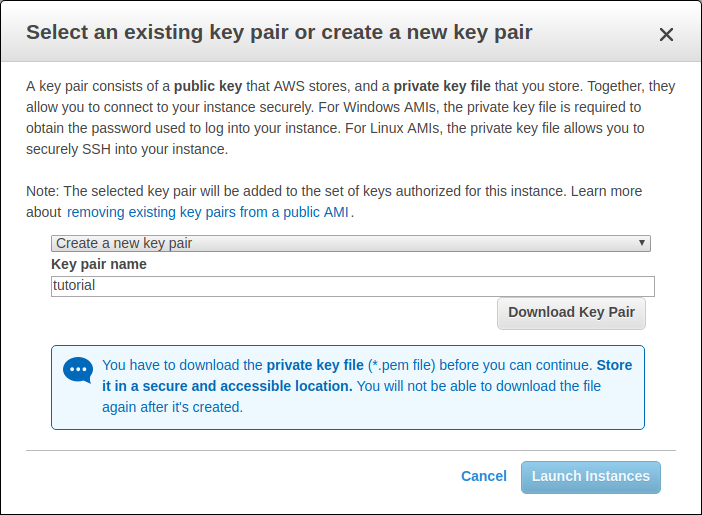 Select an existing key pair or create a new key pair
A key pair consists of a public key that AWS stores, and a private key file that you store. Together, they
allow you to connect to your instance securely. For Windows AMIs, the private key file is required to
obtain the password used to log into your instance. For Linux AMIs, the private key file allows you to
securely SSH into your instance.
Note: The selected key pair will be added to the set of keys authorized for this instance. Learn more
about removing existing key pairs from a public AMI.
Create a new key pair
Key pair name
tutorial
Download Key Pair
You have to download the private key file (*.pem file) before you can continue. Store
it in a secure and accessible location. You will not be able to download the file
again after it's created.
Cancel Launch Instances